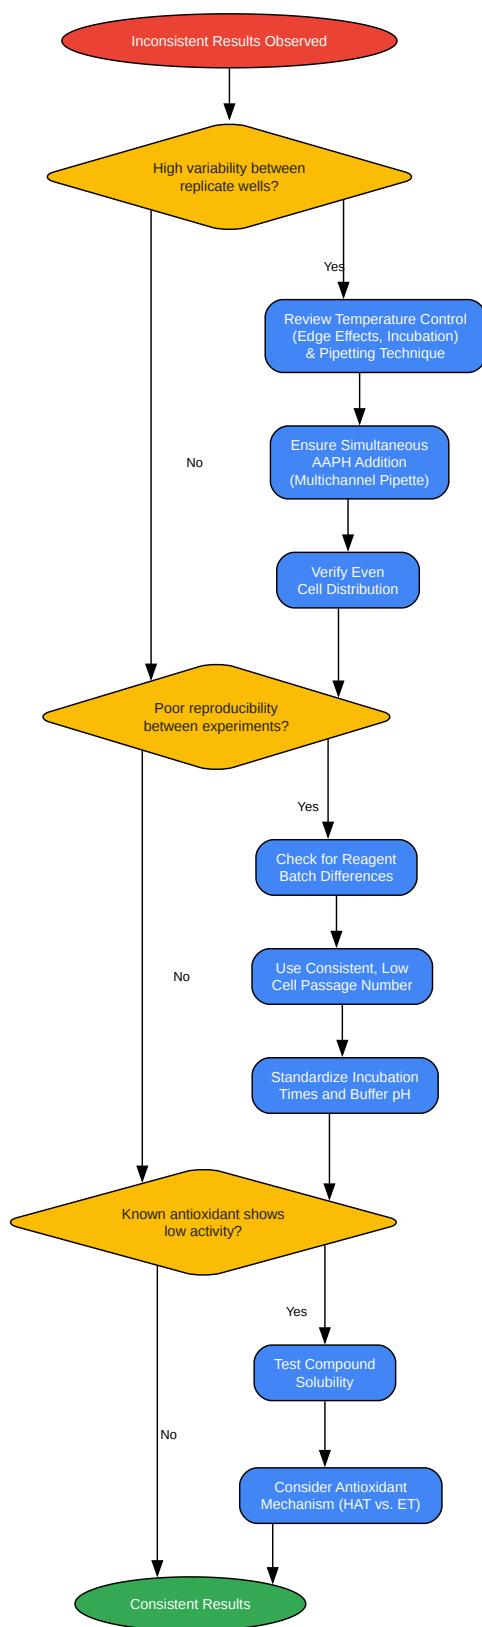 Inconsistent Results Observed
High variability between
replicate wells?
Yes
Review Temperature Control
(Edge Effects, Incubation)
& Pipetting Technique
Ensure Simultaneous
AAPH Addition
(Multichannel Pipette)
No
Verify Even
Cell Distribution
Poor reproducibility
between experiments?
Yes
Check for Reagent
Batch Differences
Use Consistent, Low
Cell Passage Number
No
Standardize Incubation
Times and Buffer pH
Known antioxidant shows
low activity?
Yes
Test Compound
Solubility
No
Consider Antioxidant
Mechanism (HAT vs. ET)
Consistent Results